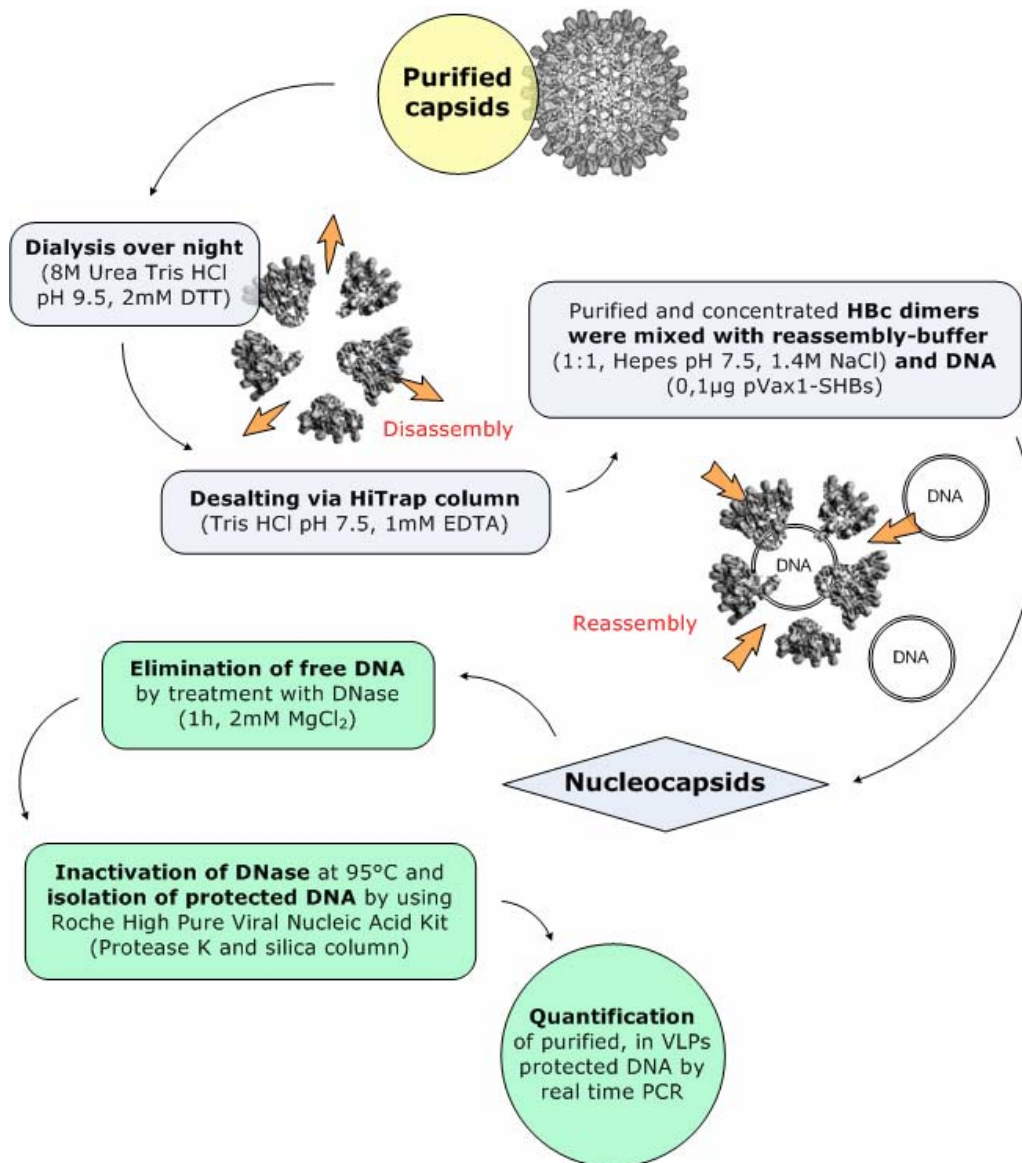 Purified
capsids
Dialysis over night
(8M Urea Tris HCl
pH 9.5, 2mM DTT)
Disassembly
Desalting via HiTrap column
(Tris HCl pH 7.5, 1mM EDTA)
Purified and concentrated HBc dimers
were mixed with reassembly-buffer
(1:1, Hepes pH 7.5, 1.4M NaCl) and DNA
(0,1µg pVax1-SHBs)
DNA
DNA
Reassembly
DNA
Nucleocapsids
Elimination of free DNA
by treatment with DNase
(1h, 2mM MgCl₂)
Inactivation of DNase at 95°C and
isolation of protected DNA by using
Roche High Pure Viral Nucleic Acid Kit
(Protease K and silica column)
Quantification
of purified, in VLPs
protected DNA by
real time PCR